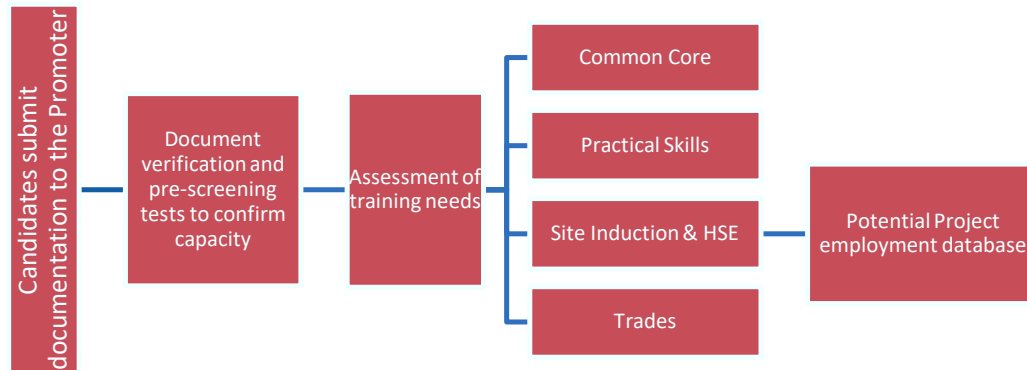 Candidates submit
documentation to the Promoter
Document
verification and
pre-screening
tests to confirm
capacity
Assessment of
training needs
Common Core
Practical Skills
Site Induction & HSE
Trades
Potential Project
employment database